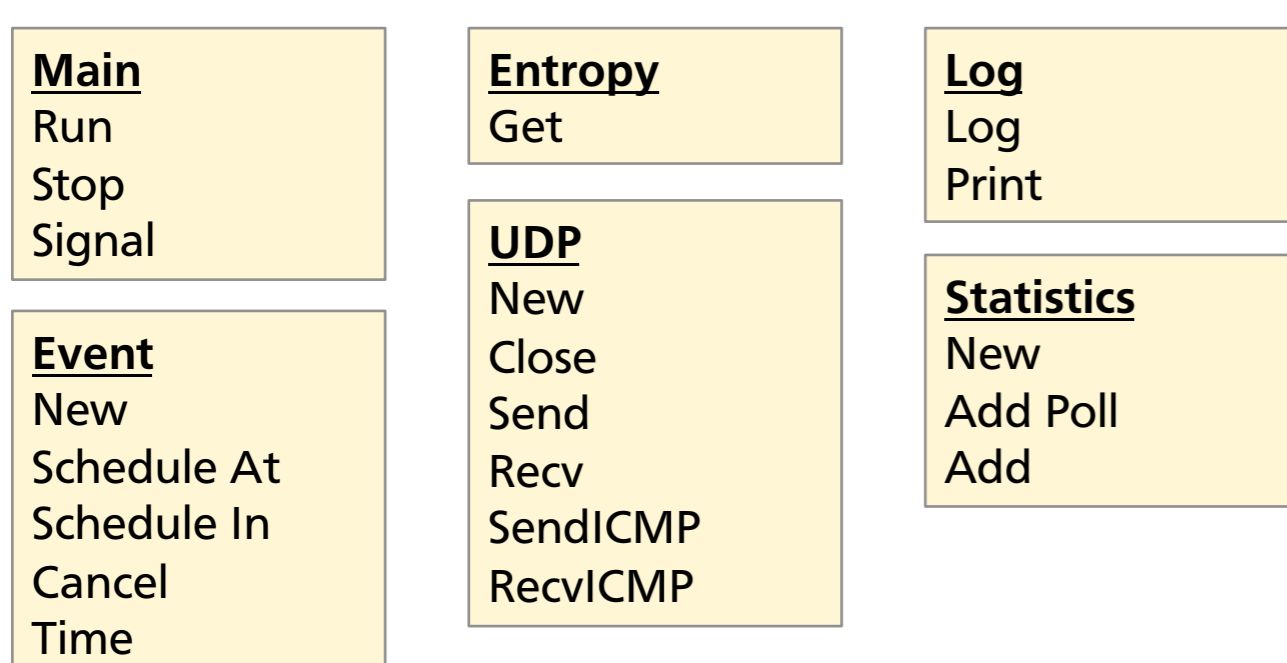 Main
Run
Stop
Signal
Event
New
Schedule At
Schedule In
Cancel
Time
Entropy
Get
UDP
New
Close
Send
Recv
SendICMP
RecvICMP
Log
Log
Print
Statistics
New
Add Poll
Add